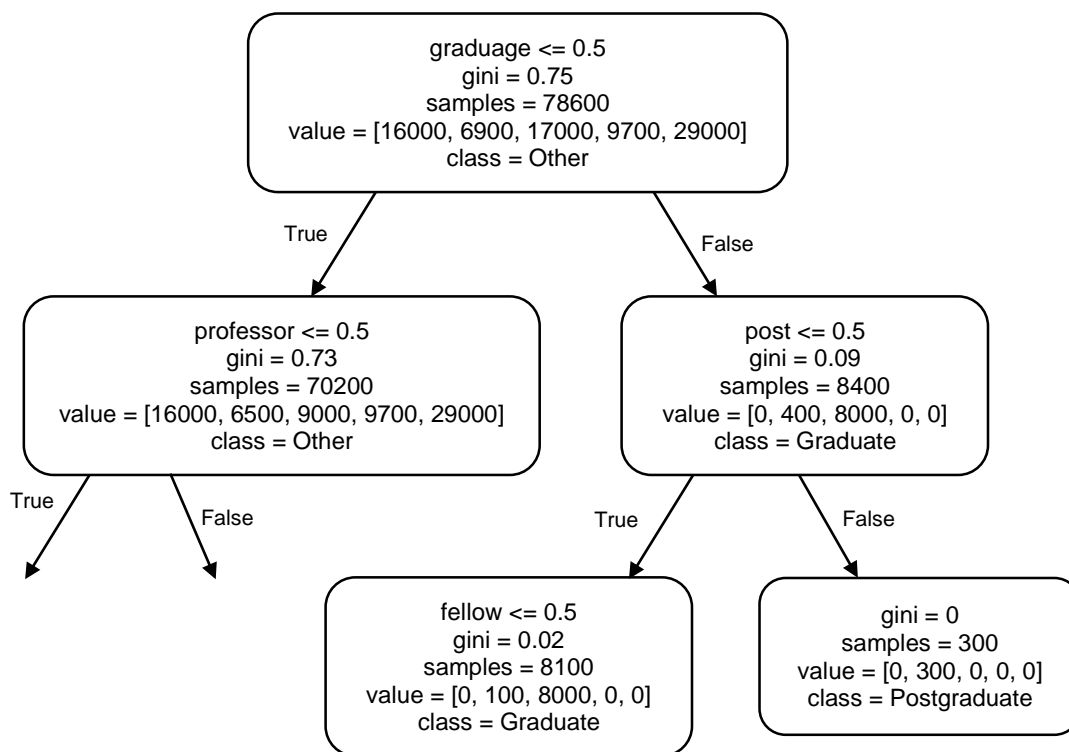 graduage <= 0.5
gini = 0.75
samples = 78600
value = [16000, 6900, 17000, 9700, 29000]
class = Other
True
False
professor <= 0.5
gini = 0.73
samples = 70200
value = [16000, 6500, 9000, 9700, 29000]
class = Other
post <= 0.5
gini = 0.09
samples = 8400
value = [0, 400, 8000, 0, 0]
class = Graduate
True
False
True
False
fellow <= 0.5
gini = 0.02
samples = 8100
value = [0, 100, 8000, 0, 0]
class = Graduate
gini = 0
samples = 300
value = [0, 300, 0, 0, 0]
class = Postgraduate